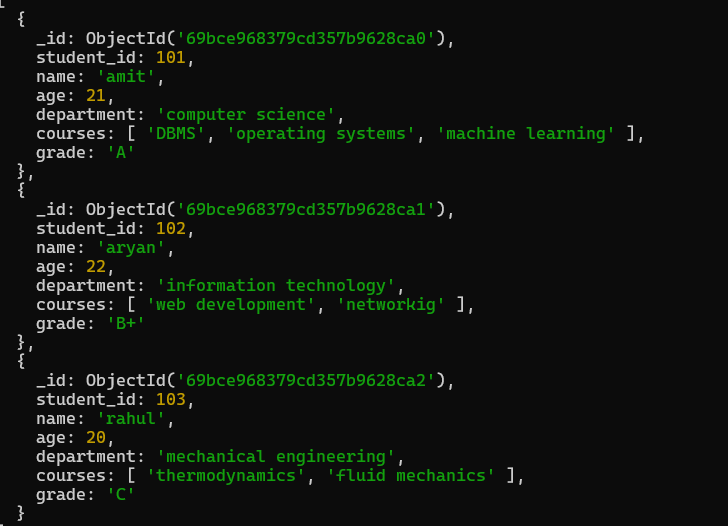 {
_id: ObjectId('69bce968379cd357b9628ca0'),
student_id: 101,
name: 'amit',
age: 21,
department: 'computer science',
courses: [ 'DBMS', 'operating systems', 'machine learning' ],
grade: 'A'
},
{
_id: ObjectId('69bce968379cd357b9628ca1'),
student_id: 102,
name: 'aryan',
age: 22,
department: 'information technology',
courses: [ 'web development', 'networkig' ],
grade: 'B+'
},
{
_id: ObjectId('69bce968379cd357b9628ca2'),
student_id: 103,
name: 'rahul',
age: 20,
department: 'mechanical engineering',
courses: [ 'thermodynamics', 'fluid mechanics' ],
grade: 'C'
}